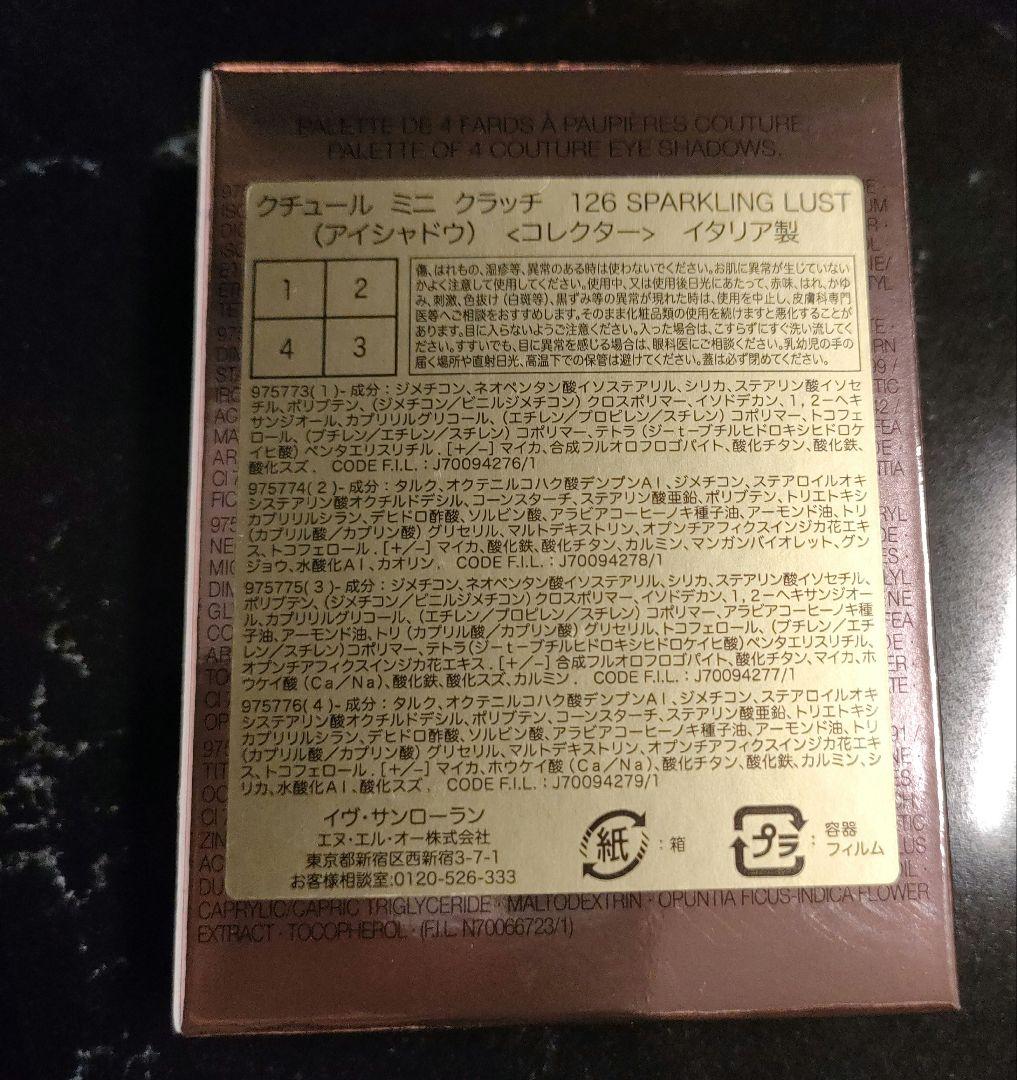 PALETTE DE 4 FARDS À PAUPIÈRES COUTURE.
PALETTE OF 4 COUTURE EYE SHADOWS.
クチュール ミニ クラッチ 126 SPARKLING LUST
(アイシャドウ) <コレクター> イタリア製
1 2
4 3
傷、はれもの、湿疹等、異常のある時は使わないでください。お肌に異常が生じていない
かよく注意して使用してください。使用中、又は使用後日光にあたって、赤味、はれ、かゆ
み、刺激、色抜け(白斑等)、黒ずみ等の異常が現れた時は、使用を中止し、皮膚科専門
医等へご相談をおすすめします。そのまま化粧品類の使用を続けますと悪化することが
あります。目に入らないようご注意ください。入った場合は、こすらずにすぐ洗い流してく
ださい。すすいでも、目に異常を感じる場合は、眼科医にご相談ください。乳幼児の手の
届く場所や直射日光、高温下での保管は避けてください。蓋は必ず閉めてください。
975773(1)-成分:ジメチコン、ネオペンタン酸イソステアリル、シリカ、ステアリン酸イソセ
チル、ポリブテン、(ジメチコン/ビニルジメチコン)クロスポリマー、イソドデカン、1,2-ヘキ
サンジオール、カプリリルグリコール、(エチレン/プロピレン/スチレン)コポリマー、トコフェ
ロール、(ブチレン/エチレン/スチレン)コポリマー、テトラ(ジーt-ブチルヒドロキシヒドロケ
イヒ酸)ペンタエリスリチル.[+/-]マイカ、合成フルオロフロゴパイト、酸化チタン、酸化鉄、
酸化スズ. CODE F.I.L.:J70094276/1
975774(2)-成分:タルク、オクテニルコハク酸デンプンAl、ジメチコン、ステアロイルオキ
システアリン酸オクチルドデシル、コーンスターチ、ステアリン酸亜鉛、ポリブテン、トリエトキシ
カプリリルシラン、デヒドロ酢酸、ソルビン酸、アラビアコーヒーノキ種子油、アーモンド油、トリ
(カプリル酸/カプリン酸)グリセリル、マルトデキストリン、オプンチアフィクスインジカ花エキ
ス、トコフェロール.[+/-]マイカ、酸化鉄、酸化チタン、カルミン、マンガンバイオレット、グン
ジョウ、水酸化Al、カオリン. CODE F.I.L.:J70094278/1
975775(3)-成分:ジメチコン、ネオペンタン酸イソステアリル、シリカ、ステアリン酸イソセチル、
ポリブテン、(ジメチコン/ビニルジメチコン)クロスポリマー、イソドデカン、1,2-ヘキサンジオー
ル、カプリリルグリコール、(エチレン/プロピレン/スチレン)コポリマー、アラビアコーヒーノキ種
子油、アーモンド油、トリ(カプリル酸/カプリン酸)グリセリル、トコフェロール、(ブチレン/エチ
レン/スチレン)コポリマー、テトラ(ジーt-ブチルヒドロキシヒドロケイヒ酸)ペンタエリスリチル、
オプンチアフィクスインジカ花エキス.[+/-]合成フルオロフロゴパイト、酸化チタン、マイカ、ホ
ウケイ酸(Ca/Na)、酸化鉄、酸化スズ、カルミン. CODE F.I.L.:J70094277/1
975776(4)-成分:タルク、オクテニルコハク酸デンプンAl、ジメチコン、ステアロイルオキ
システアリン酸オクチルドデシル、ポリブテン、コーンスターチ、ステアリン酸亜鉛、トリエトキシ
カプリリルシラン、デヒドロ酢酸、ソルビン酸、アラビアコーヒーノキ種子油、アーモンド油、トリ
(カプリル酸/カプリン酸)グリセリル、マルトデキストリン、オプンチアフィクスインジカ花エキ
ス、トコフェロール.[+/-]マイカ、ホウケイ酸(Ca/Na)、酸化チタン、酸化鉄、カルミン、シ
リカ、水酸化Al、酸化スズ. CODE F.I.L.:J70094279/1
イヴ・サンローラン
エヌ・エル・オー株式会社
東京都新宿区西新宿3-7-1
お客様相談室:0120-526-333
紙 :箱
プラ :容器
フィルム
CAPRYLIC/CAPRIC TRIGLYCERIDE · MALTODEXTRIN · OPUNTIA FICUS-INDICA FLOWER
EXTRACT · TOCOPHEROL · (F.I.L. N70066723/1)